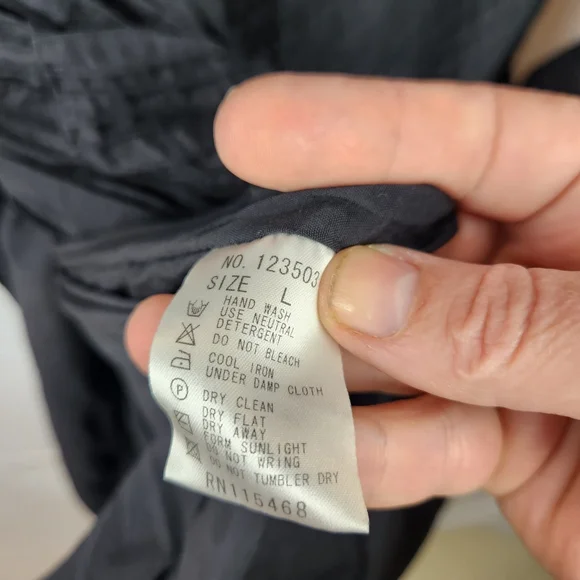 NO. 123503
SIZE L
HAND WASH
USE NEUTRAL
DETERGENT
DO NOT BLEACH
COOL IRON
UNDER DAMP CLOTH
P
DRY CLEAN
DRY FLAT
DRY AWAY
FORM SUNLIGHT
DO NOT WRING
DO NOT TUMBLER DRY
RN115468